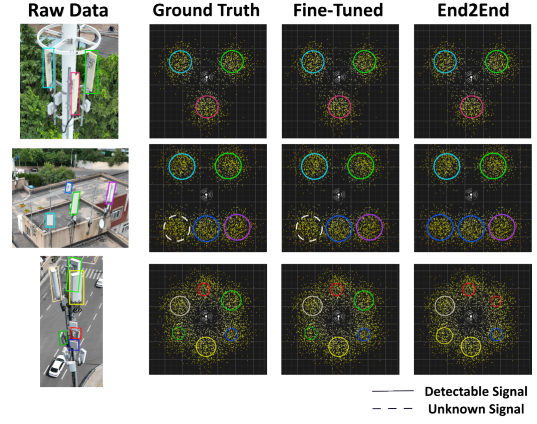 Raw Data
Ground Truth
Fine-Tuned
End2End
Detectable Signal
Unknown Signal